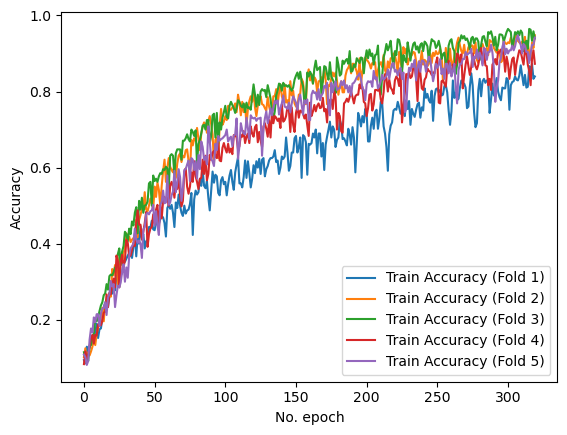 1.0
0.8
0.6
0.4
0.2
Accuracy
0
50
100
150
200
250
300
No. epoch
Train Accuracy (Fold 1)
Train Accuracy (Fold 2)
Train Accuracy (Fold 3)
Train Accuracy (Fold 4)
Train Accuracy (Fold 5)